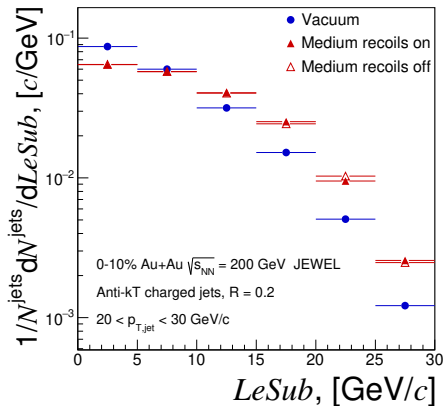 1/N^jets dN^jets/dLeSub, [c/GeV]
10⁻¹
10⁻²
10⁻³
Vacuum
Medium recoils on
Medium recoils off
0-10% Au+Au √s_NN = 200 GeV JEWEL
Anti-kT charged jets, R = 0.2
20 < p_T,jet < 30 GeV/c
0 5 10 15 20 25 30
LeSub, [GeV/c]